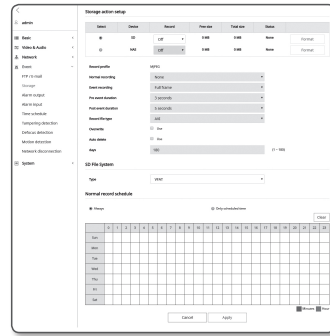 Storage action setup
admin
Select Device Record Free size Total size Status
SD Off 0 MB 0 MB None Format
NAS Off 0 MB 0 MB None Format
Basic
Video & Audio
Network
Event
FTP / E-mail
Storage
Alarm output
Alarm input
Time schedule
Tampering detection
Defocus detection
Motion detection
Network disconnection
System
Record profile MJPEG
Normal recording None
Event recording Full frame
Pre event duration 5 seconds
Post event duration 5 seconds
Record file type AVI
Overwrite Use
Auto delete Use
days 180 (1 ~ 180)
SD File System
Type VFAT
Normal record schedule
Always Only scheduled time
Clear
0 1 2 3 4 5 6 7 8 9 10 11 12 13 14 15 16 17 18 19 20 21 22 23
Sun
Mon
Tue
Wed
Thu
Fri
Sat
Minutes Hour
Cancel Apply